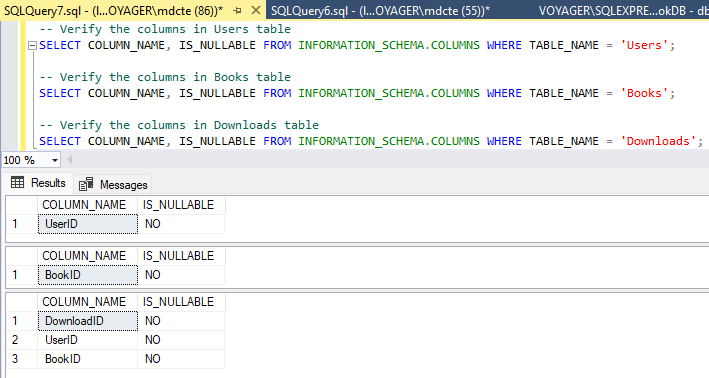 SQLQuery7.sql - (l...OYAGER\mdcte (86))* SQLQuery6.sql - (l...OYAGER\mdcte (55))* VOYAGER\SQLEXPRE...okDB - db
-- Verify the columns in Users table
SELECT COLUMN_NAME, IS_NULLABLE FROM INFORMATION_SCHEMA.COLUMNS WHERE TABLE_NAME = 'Users';
-- Verify the columns in Books table
SELECT COLUMN_NAME, IS_NULLABLE FROM INFORMATION_SCHEMA.COLUMNS WHERE TABLE_NAME = 'Books';
-- Verify the columns in Downloads table
SELECT COLUMN_NAME, IS_NULLABLE FROM INFORMATION_SCHEMA.COLUMNS WHERE TABLE_NAME = 'Downloads';
100 %
Results Messages
COLUMN_NAME IS_NULLABLE
1 UserID NO
COLUMN_NAME IS_NULLABLE
1 BookID NO
COLUMN_NAME IS_NULLABLE
1 DownloadID NO
2 UserID NO
3 BookID NO